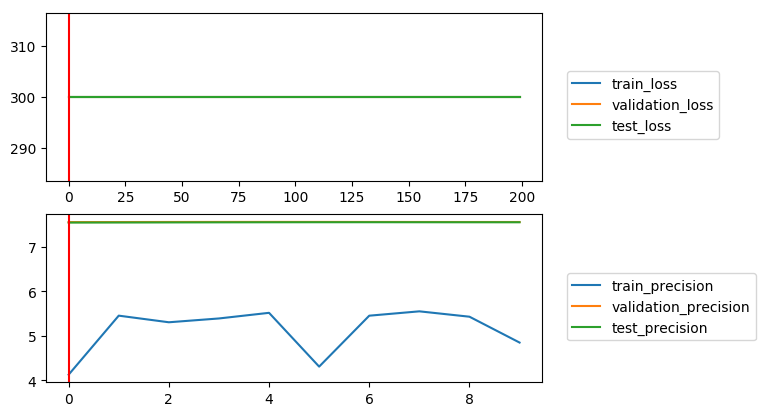 310
300
290
0 25 50 75 100 125 150 175 200
train_loss
validation_loss
test_loss
7
6
5
4
0 2 4 6 8
train_precision
validation_precision
test_precision